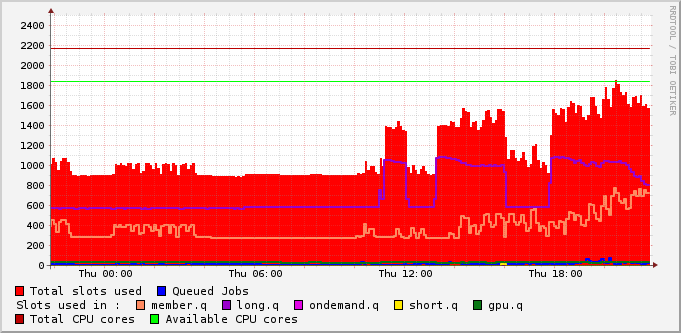 2400
2200
2000
1800
1600
1400
1200
1000
800
600
400
200
0
Thu 00:00 Thu 06:00 Thu 12:00 Thu 18:00
Total slots used Queued Jobs
Slots used in : member.q long.q ondemand.q short.q gpu.q
Total CPU cores Available CPU cores
RRDTOOL / TOBI OETIKER